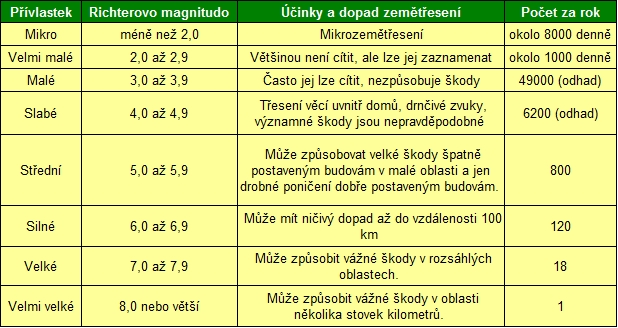 Přívlastek Richterovo magnitudo Účinky a dopad zemětřesení Počet za rok
Mikro méně než 2,0 Mikrozemětřesení okolo 8000 denně
Velmi malé 2,0 až 2,9 Většinou není cítit, ale lze jej zaznamenat okolo 1000 denně
Malé 3,0 až 3,9 Často jej lze cítit, nezpůsobuje škody 49000 (odhad)
Slabé 4,0 až 4,9 Třesení věcí uvnitř domů, drnčivé zvuky,
významné škody jsou nepravděpodobné 6200 (odhad)
Střední 5,0 až 5,9 Může způsobovat velké škody špatně
postaveným budovám v malé oblasti a jen
drobné poničení dobře postaveným budovám. 800
Silné 6,0 až 6,9 Může mít ničivý dopad až do vzdálenosti 100
km 120
Velké 7,0 až 7,9 Může způsobit vážné škody v rozsáhlých
oblastech. 18
Velmi velké 8,0 nebo větší Může způsobit vážné škody v oblasti
několika stovek kilometrů. 1